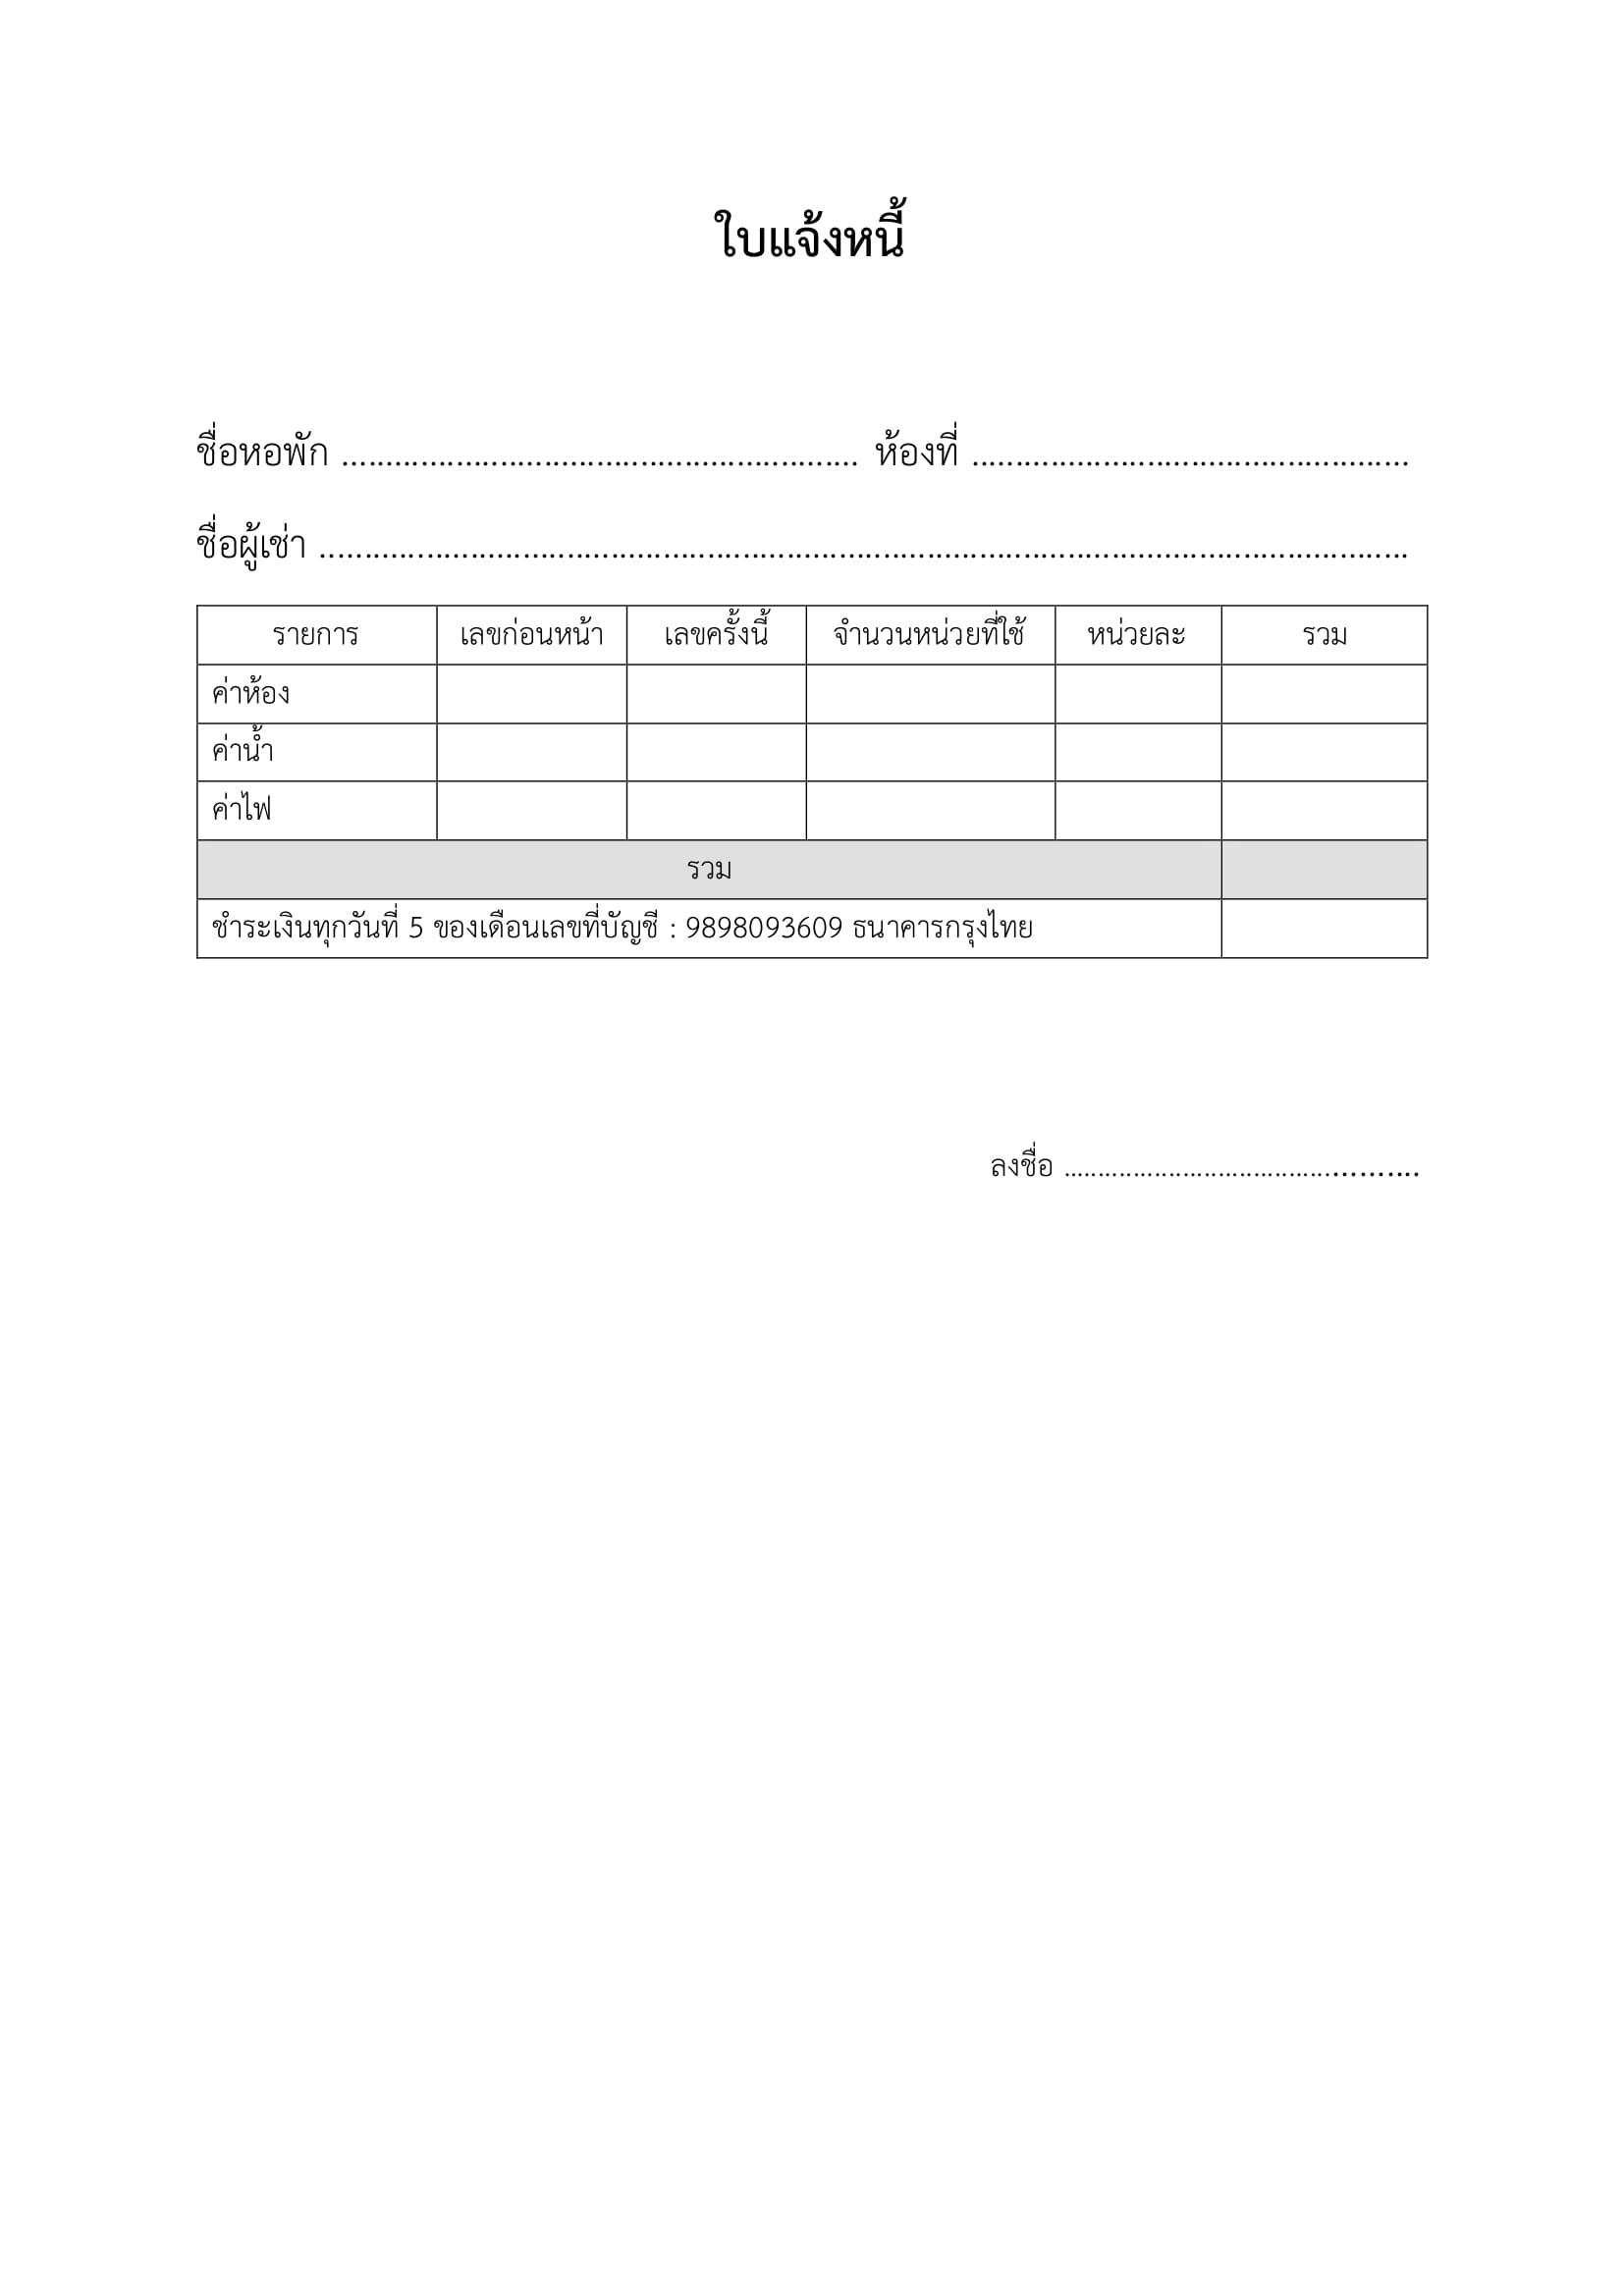 ใบแจ้งหนี้
ชื่อหอพัก ........................................................... ห้องที่ ..................................................
ชื่อผู้เช่า .............................................................................................................................
รายการ เลขก่อนหน้า เลขครั้งนี้ จำนวนหน่วยที่ใช้ หน่วยละ รวม
ค่าห้อง
ค่าน้ำ
ค่าไฟ
รวม
ชำระเงินทุกวันที่ 5 ของเดือนเลขที่บัญชี : 9898093609 ธนาคารกรุงไทย
ลงชื่อ ................................................